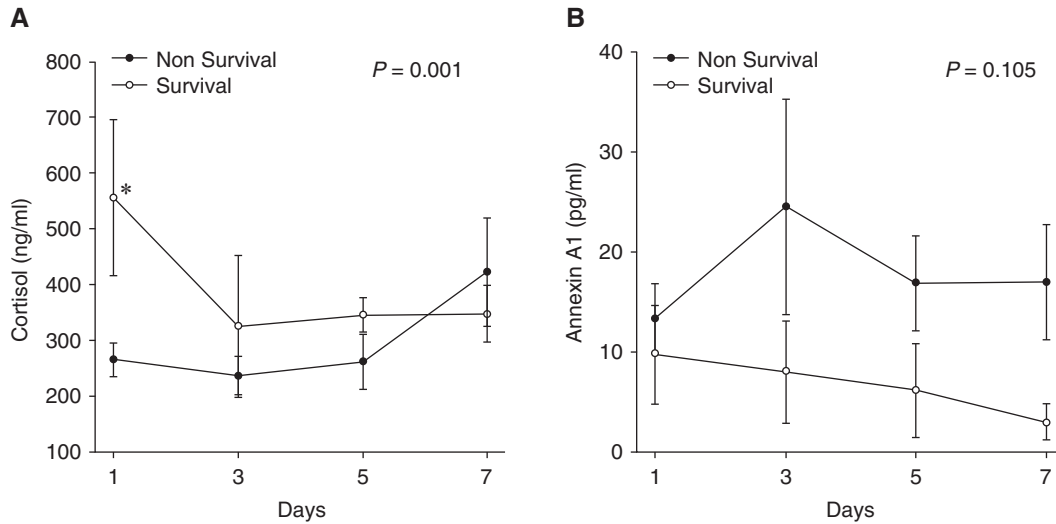 A
Non Survival
Survival
P = 0.001
800
700
600
500
400
300
200
100
*
Cortisol (ng/ml)
1 3 5 7
Days
B
Non Survival
Survival
P = 0.105
40
30
20
10
0
Annexin A1 (pg/ml)
1 3 5 7
Days